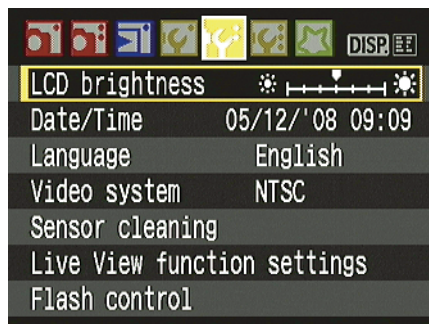 DISP.
LCD brightness
Date/Time 05/12/'08 09:09
Language English
Video system NTSC
Sensor cleaning
Live View function settings
Flash control